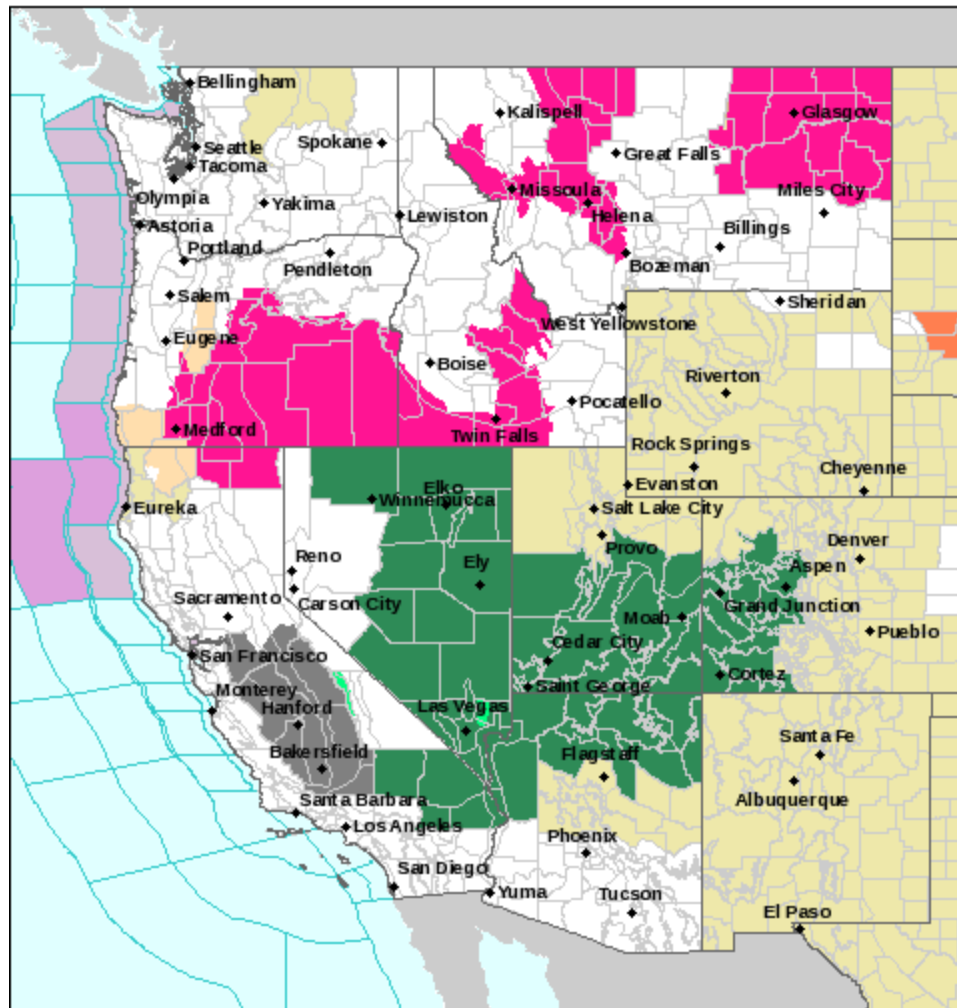 Bellingham
Kalispell
Glasgow
Seattle
Spokane
Great Falls
Tacoma
Missoula
Miles City
Olympia
Yakima
Lewiston
Helena
Astoria
Billings
Portland
Pendleton
Bozeman
Salem
Sheridan
West Yellowstone
Eugene
Boise
Riverton
Pocatello
Medford
Twin Falls
Rock Springs
Cheyenne
Elko
Evanston
Winnemucca
Eureka
Salt Lake City
Provo
Denver
Reno
Ely
Aspen
Sacramento
Carson City
Moab
Grand Junction
Pueblo
San Francisco
Cedar City
Cortez
Monterey
Saint George
Hanford
Las Vegas
Bakersfield
Flagstaff
Santa Fe
Albuquerque
Santa Barbara
Los Angeles
Phoenix
San Diego
Yuma
Tucson
El Paso